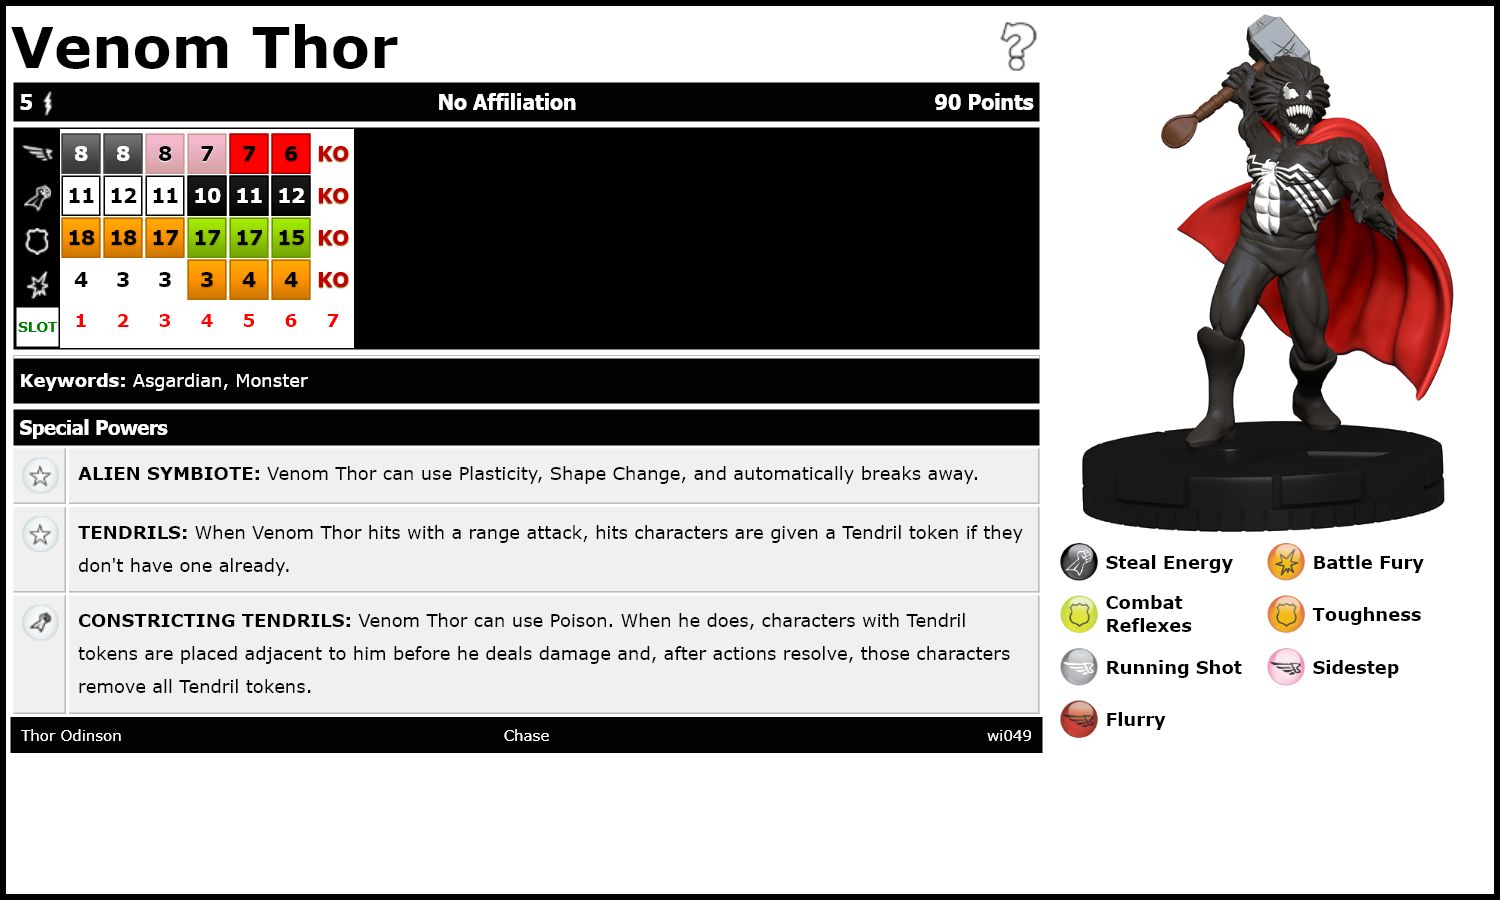 Venom Thor
5 No Affiliation 90 Points
8 8 8 7 7 6 KO
11 12 11 10 11 12 KO
18 18 17 17 17 15 KO
4 3 3 3 4 4 KO
SLOT 1 2 3 4 5 6 7
Keywords: Asgardian, Monster
Special Powers
ALIEN SYMBIOTE: Venom Thor can use Plasticity, Shape Change, and automatically breaks away.
TENDRILS: When Venom Thor hits with a range attack, hits characters are given a Tendril token if they
don't have one already.
CONSTRICTING TENDRILS: Venom Thor can use Poison. When he does, characters with Tendril
tokens are placed adjacent to him before he deals damage and, after actions resolve, those characters
remove all Tendril tokens.
Thor Odinson Chase wi049
Steal Energy Battle Fury
Combat
Reflexes
Toughness
Running Shot Sidestep
Flurry